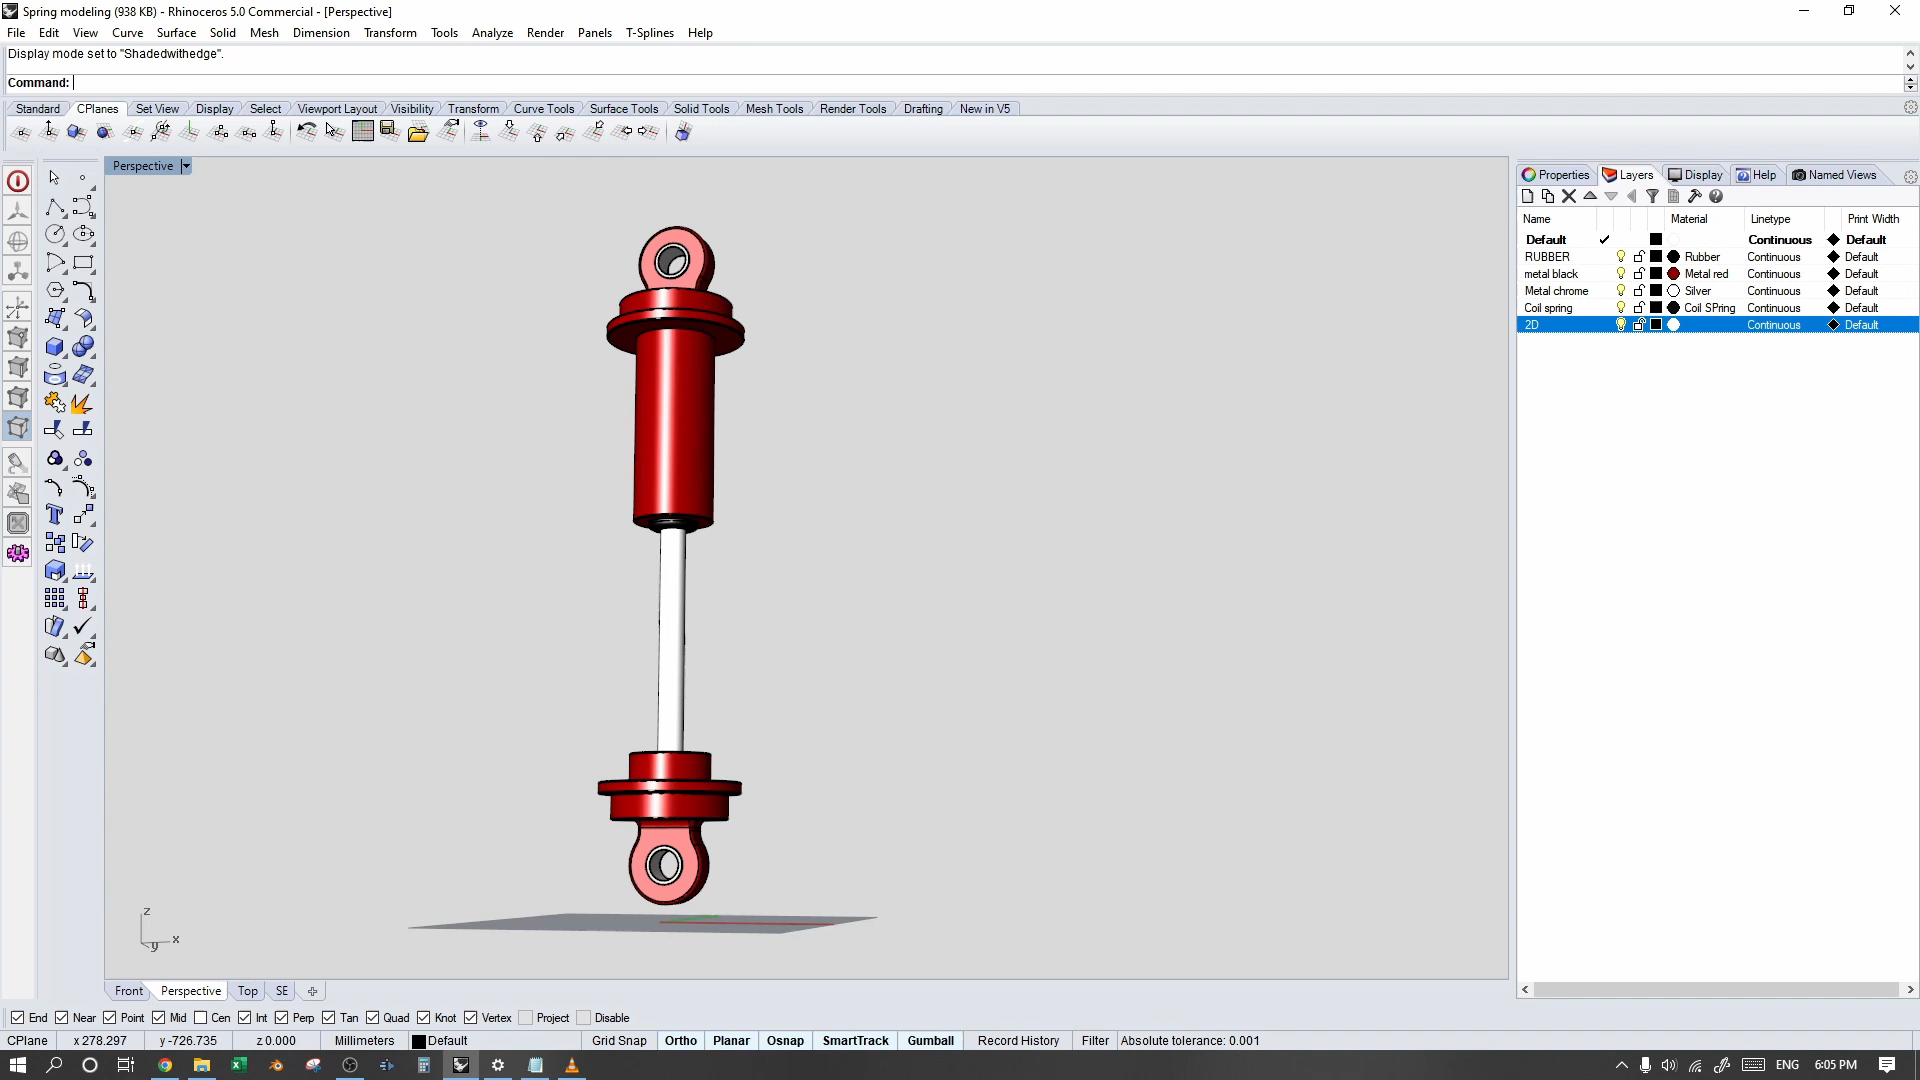 Spring modeling (938 KB) - Rhinoceros 5.0 Commercial - [Perspective]
File Edit View Curve Surface Solid Mesh Dimension Transform Tools Analyze Render Panels T-Splines Help
Display mode set to "Shadedwithedge".
Command:
Standard CPlanes Set View Display Select Viewport Layout Visibility Transform Curve Tools Surface Tools Solid Tools Mesh Tools Render Tools Drafting New in V5
Perspective
Properties Layers Display Help Named Views
Name Material Linetype Print Width
Default Continuous Default
RUBBER Rubber Continuous Default
metal black Metal red Continuous Default
Metal chrome Silver Continuous Default
Coil spring Coil SPring Continuous Default
2D Continuous Default
z
x
y
Front Perspective Top SE
End Near Point Mid Cen Int Perp Tan Quad Knot Vertex Project Disable
CPlane x 278.297 y -726.735 z 0.000 Millimeters Default Grid Snap Ortho Planar Osnap SmartTrack Gumball Record History Filter Absolute tolerance: 0.001
ENG 6:05 PM